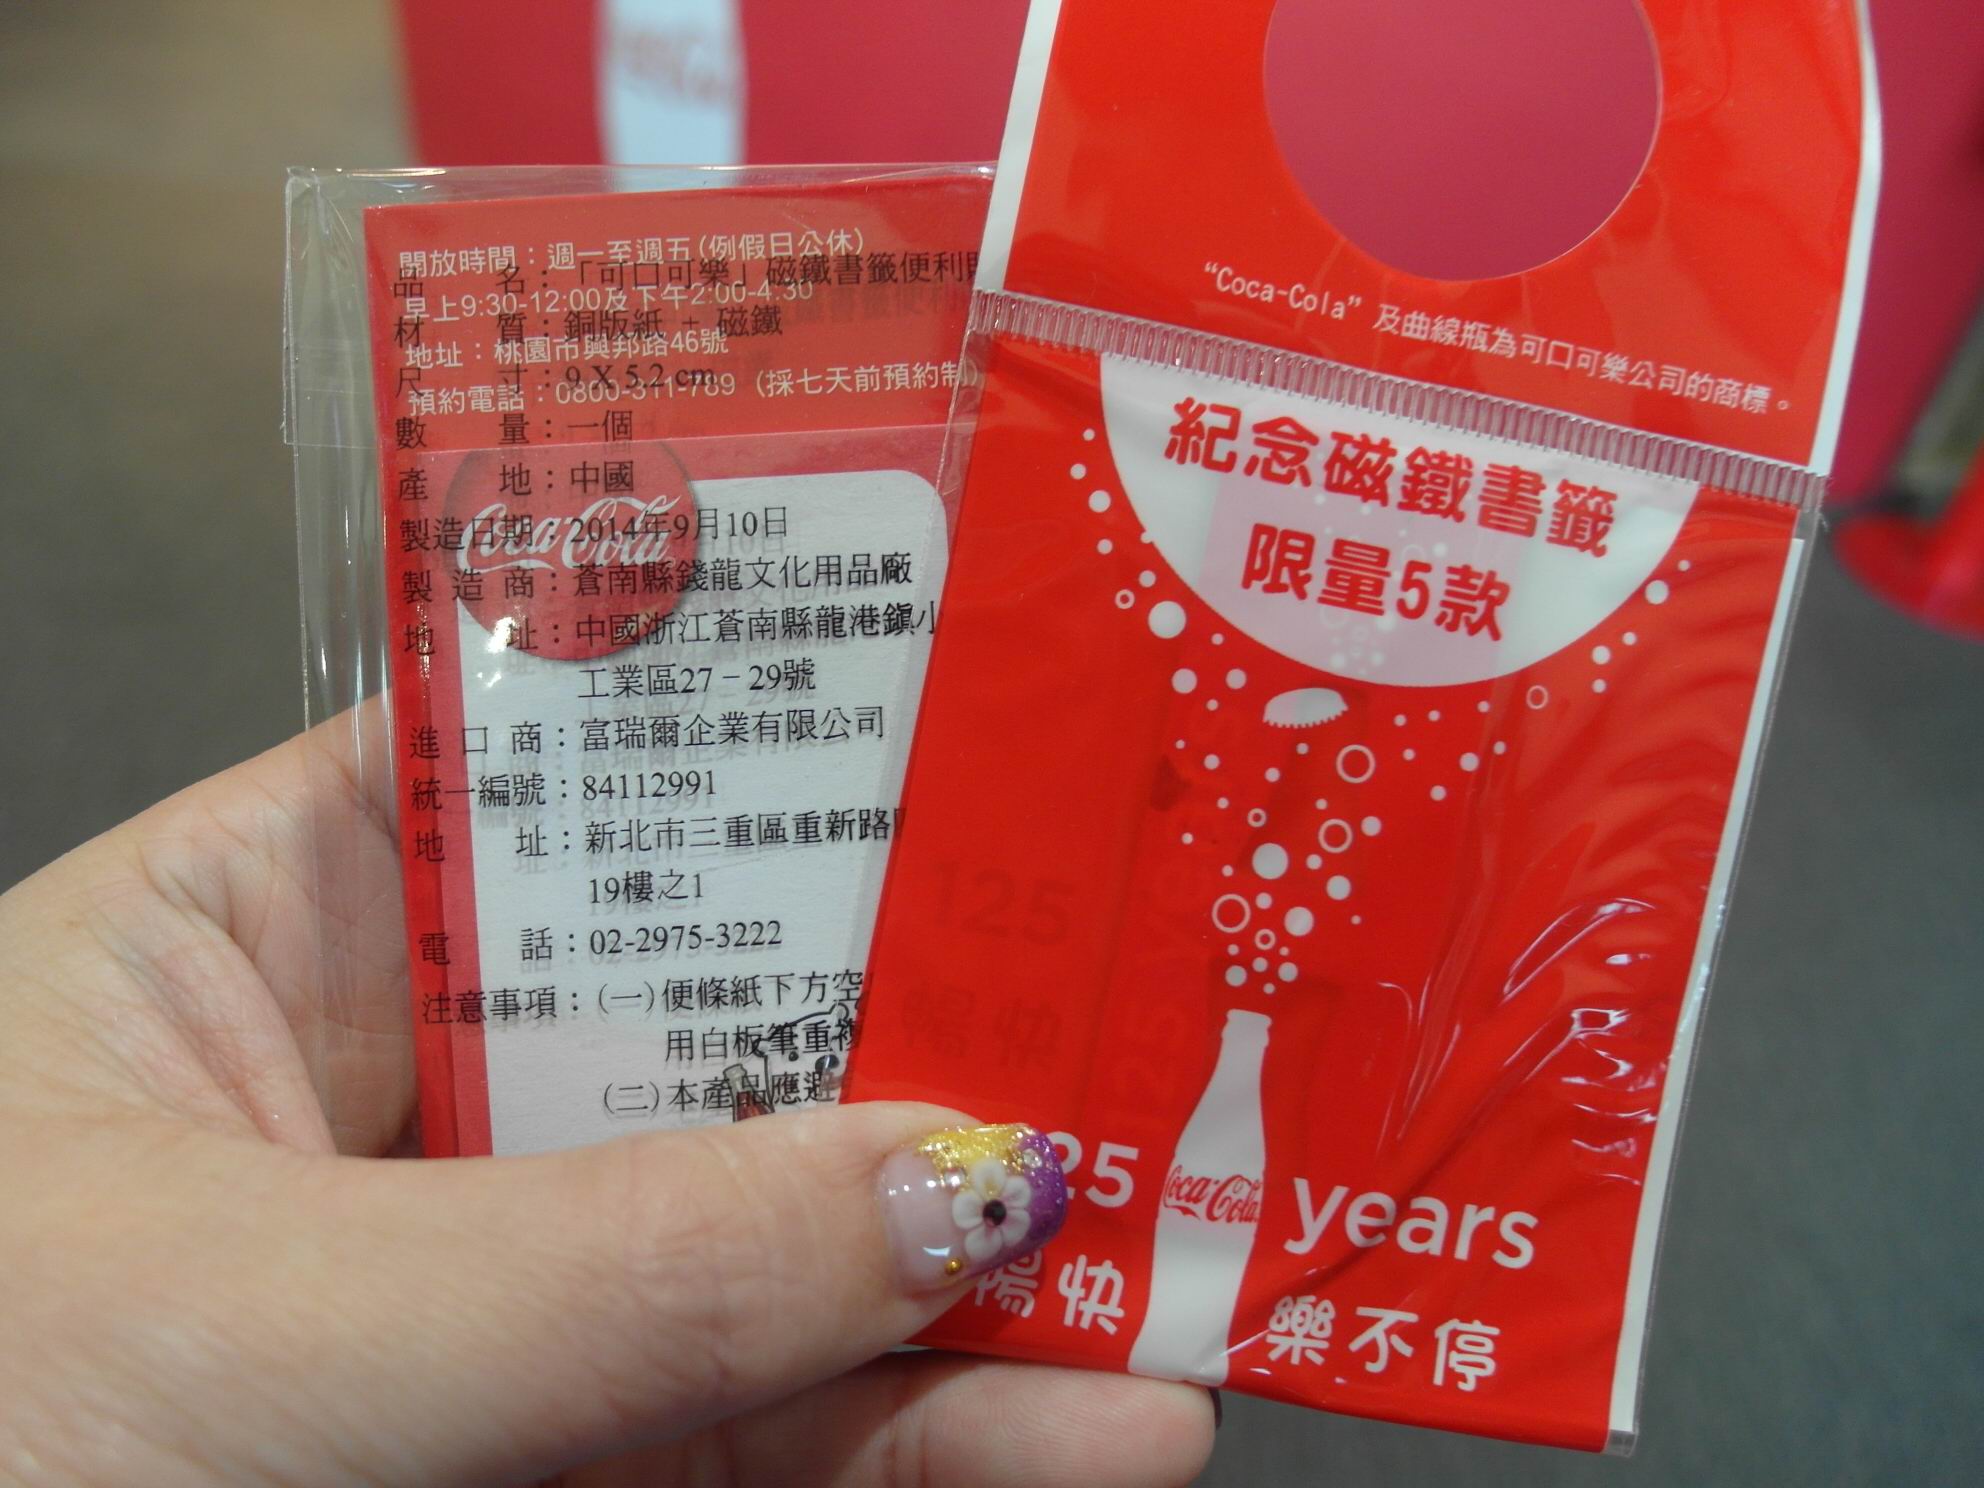 開放時間：週一至週五(例假日公休)
早上9:30-12:00及下午2:00-4:30
地址：桃園市興邦路46號
預約電話：0800-311-789 (採七天前預約制)
品名：「可口可樂」磁鐵書籤便利貼
材質：銅版紙 + 磁鐵
尺寸：9 X 5.2 cm
數量：一個
產地：中國
製造日期：2014年9月10日
製造商：蒼南縣錢龍文化用品廠
地址：中國浙江蒼南縣龍港鎮小
工業區27－29號
進口商：富瑞爾企業有限公司
統一編號：84112991
地址：新北市三重區重新路
19樓之1
電話：02-2975-3222
注意事項：(一)便條紙下方空
用白板筆重複
(二)本產品應避
Coca-Cola
“Coca-Cola” 及曲線瓶為可口可樂公司的商標。
紀念磁鐵書籤
限量5款
25 years
Coca-Cola
暢快 樂不停